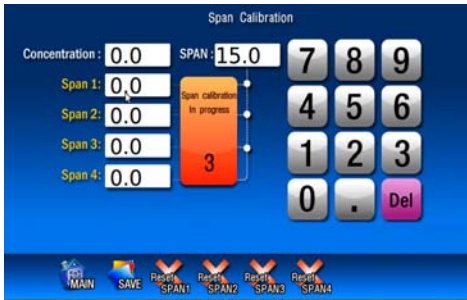 Span Calibration
Concentration : 0.0 SPAN : 15.0
Span 1: 0.0
Span 2: 0.0
Span 3: 0.0
Span 4: 0.0
Span calibration
In progress
3
7 8 9
4 5 6
1 2 3
0 . Del
MAIN
SAVE
Reset
SPAN1
Reset
SPAN2
Reset
SPAN3
Reset
SPAN4